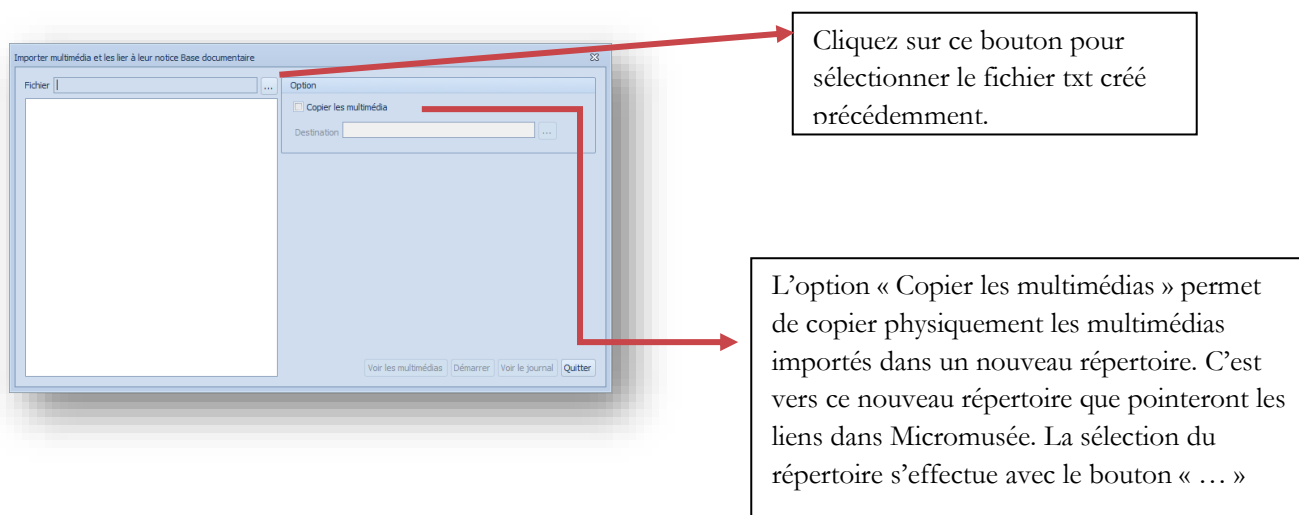 Importer multimédia et les lier à leur notice Base documentaire
Fichier ...
Option
Copier les multimédia
Destination ...
Voir les multimédias Démarrer Voir le journal Quitter
Cliquez sur ce bouton pour
sélectionner le fichier txt créé
précédemment.
L’option « Copier les multimédias » permet
de copier physiquement les multimédias
importés dans un nouveau répertoire. C’est
vers ce nouveau répertoire que pointeront les
liens dans Micromusée. La sélection du
répertoire s’effectue avec le bouton « … »